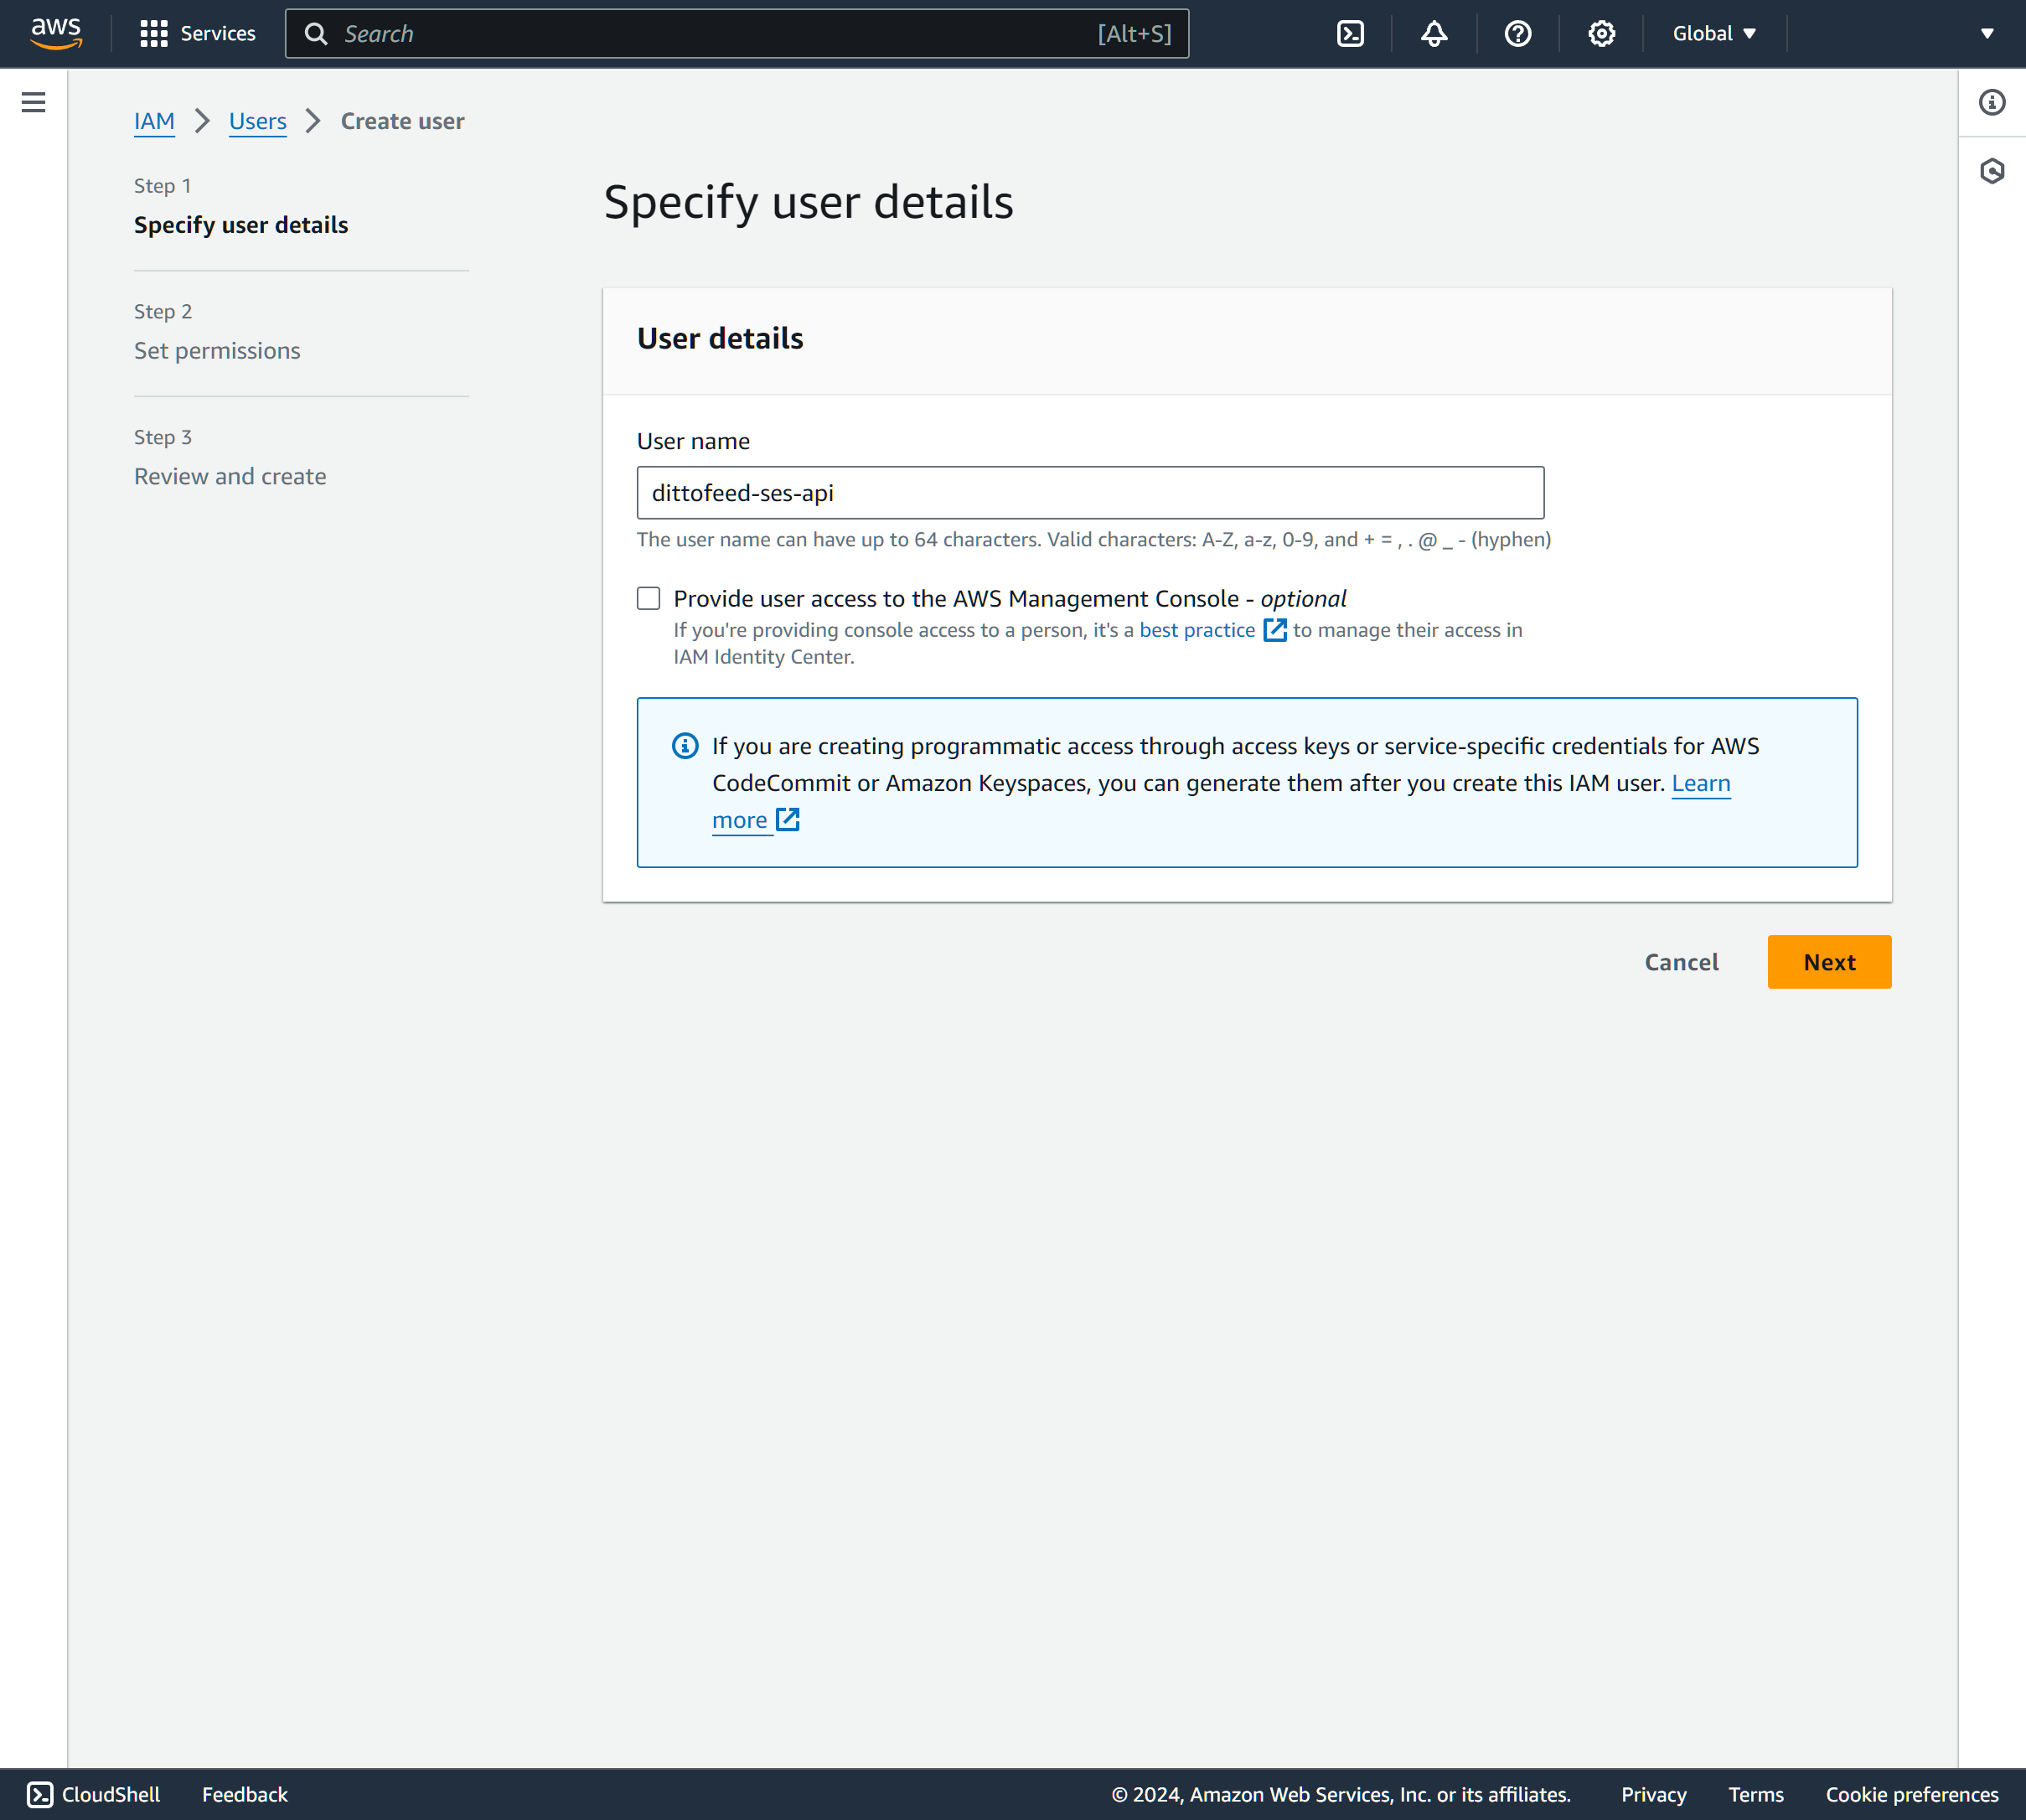 aws
Services
Search
[Alt+S]
Global
IAM
Users
Create user
Step 1
Specify user details
Step 2
Set permissions
Step 3
Review and create
Specify user details
User details
User name
dittofeed-ses-api
The user name can have up to 64 characters. Valid characters: A-Z, a-z, 0-9, and + = , . @ _ - (hyphen)
Provide user access to the AWS Management Console - optional
If you're providing console access to a person, it's a best practice to manage their access in
IAM Identity Center.
If you are creating programmatic access through access keys or service-specific credentials for AWS
CodeCommit or Amazon Keyspaces, you can generate them after you create this IAM user. Learn
more
Cancel
Next
CloudShell
Feedback
© 2024, Amazon Web Services, Inc. or its affiliates.
Privacy
Terms
Cookie preferences